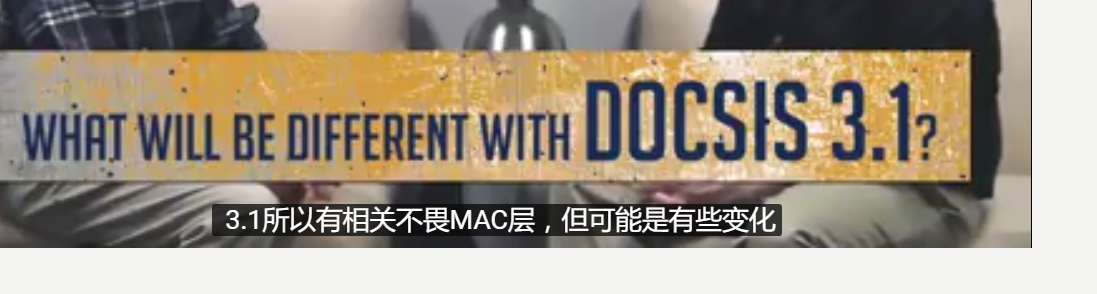 WHAT WILL BE DIFFERENT WITH DOCSIS 3.1?
3.1所以有相关不畏MAC层，但可能是有些变化